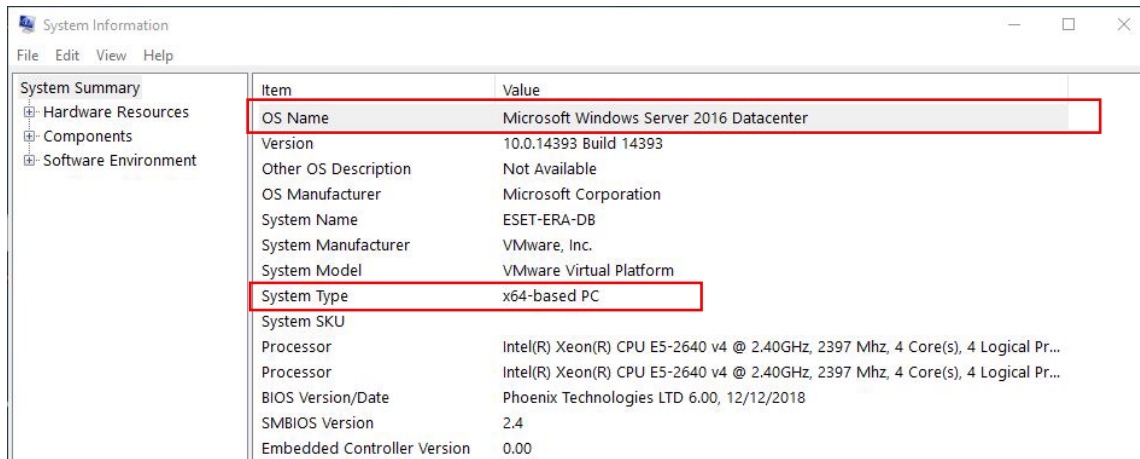 System Information
File Edit View Help
System Summary
Hardware Resources
Components
Software Environment
Item Value
OS Name Microsoft Windows Server 2016 Datacenter
Version 10.0.14393 Build 14393
Other OS Description Not Available
OS Manufacturer Microsoft Corporation
System Name ESET-ERA-DB
System Manufacturer VMware, Inc.
System Model VMware Virtual Platform
System Type x64-based PC
System SKU
Processor Intel(R) Xeon(R) CPU E5-2640 v4 @ 2.40GHz, 2397 Mhz, 4 Core(s), 4 Logical Pr...
Processor Intel(R) Xeon(R) CPU E5-2640 v4 @ 2.40GHz, 2397 Mhz, 4 Core(s), 4 Logical Pr...
BIOS Version/Date Phoenix Technologies LTD 6.00, 12/12/2018
SMBIOS Version 2.4
Embedded Controller Version 0.00